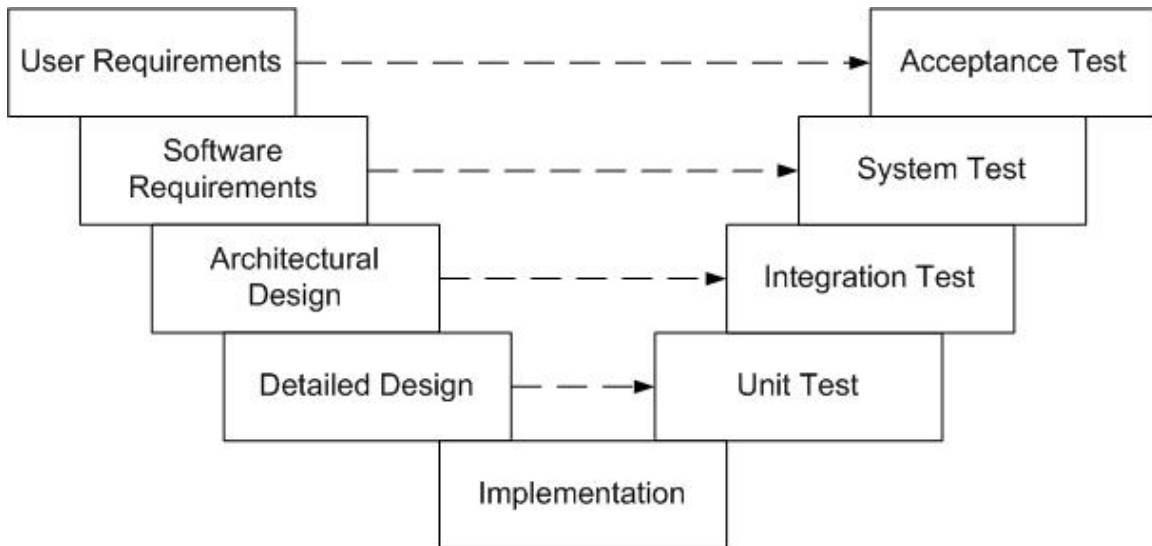 User Requirements
Acceptance Test
Software
Requirements
System Test
Architectural
Design
Integration Test
Detailed Design
Unit Test
Implementation